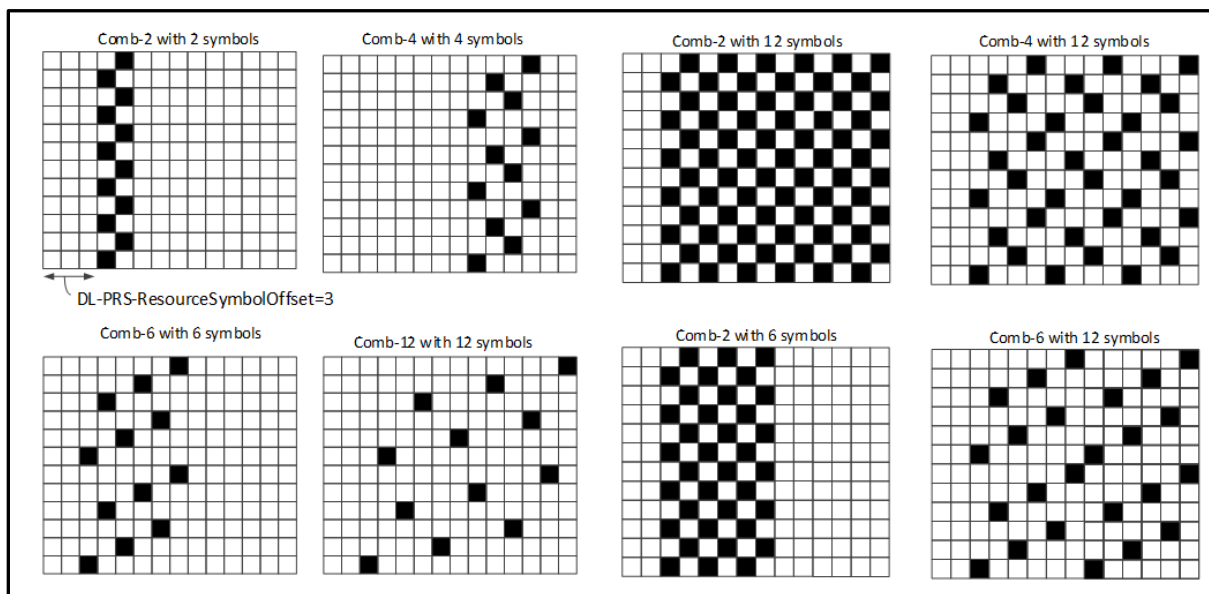 Comb-2 with 2 symbols
Comb-4 with 4 symbols
Comb-2 with 12 symbols
Comb-4 with 12 symbols
DL-PRS-ResourceSymbolOffset=3
Comb-6 with 6 symbols
Comb-12 with 12 symbols
Comb-2 with 6 symbols
Comb-6 with 12 symbols